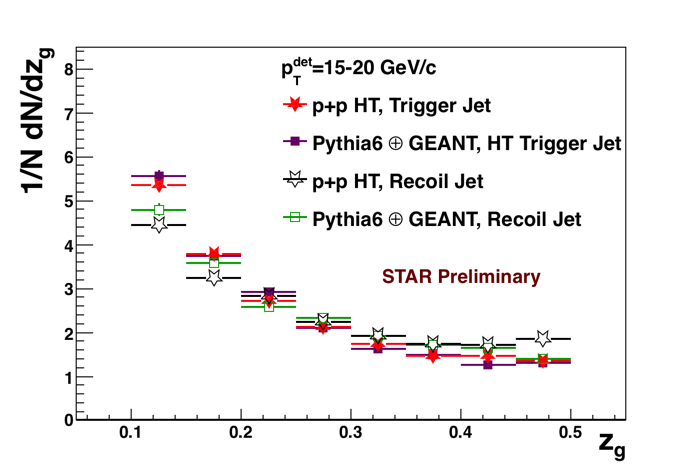 1/N dN/dz_g
8
7
6
5
4
3
2
1
0
p_T^det=15-20 GeV/c
p+p HT, Trigger Jet
Pythia6 ⊕ GEANT, HT Trigger Jet
p+p HT, Recoil Jet
Pythia6 ⊕ GEANT, Recoil Jet
STAR Preliminary
0.1 0.2 0.3 0.4 0.5
z_g